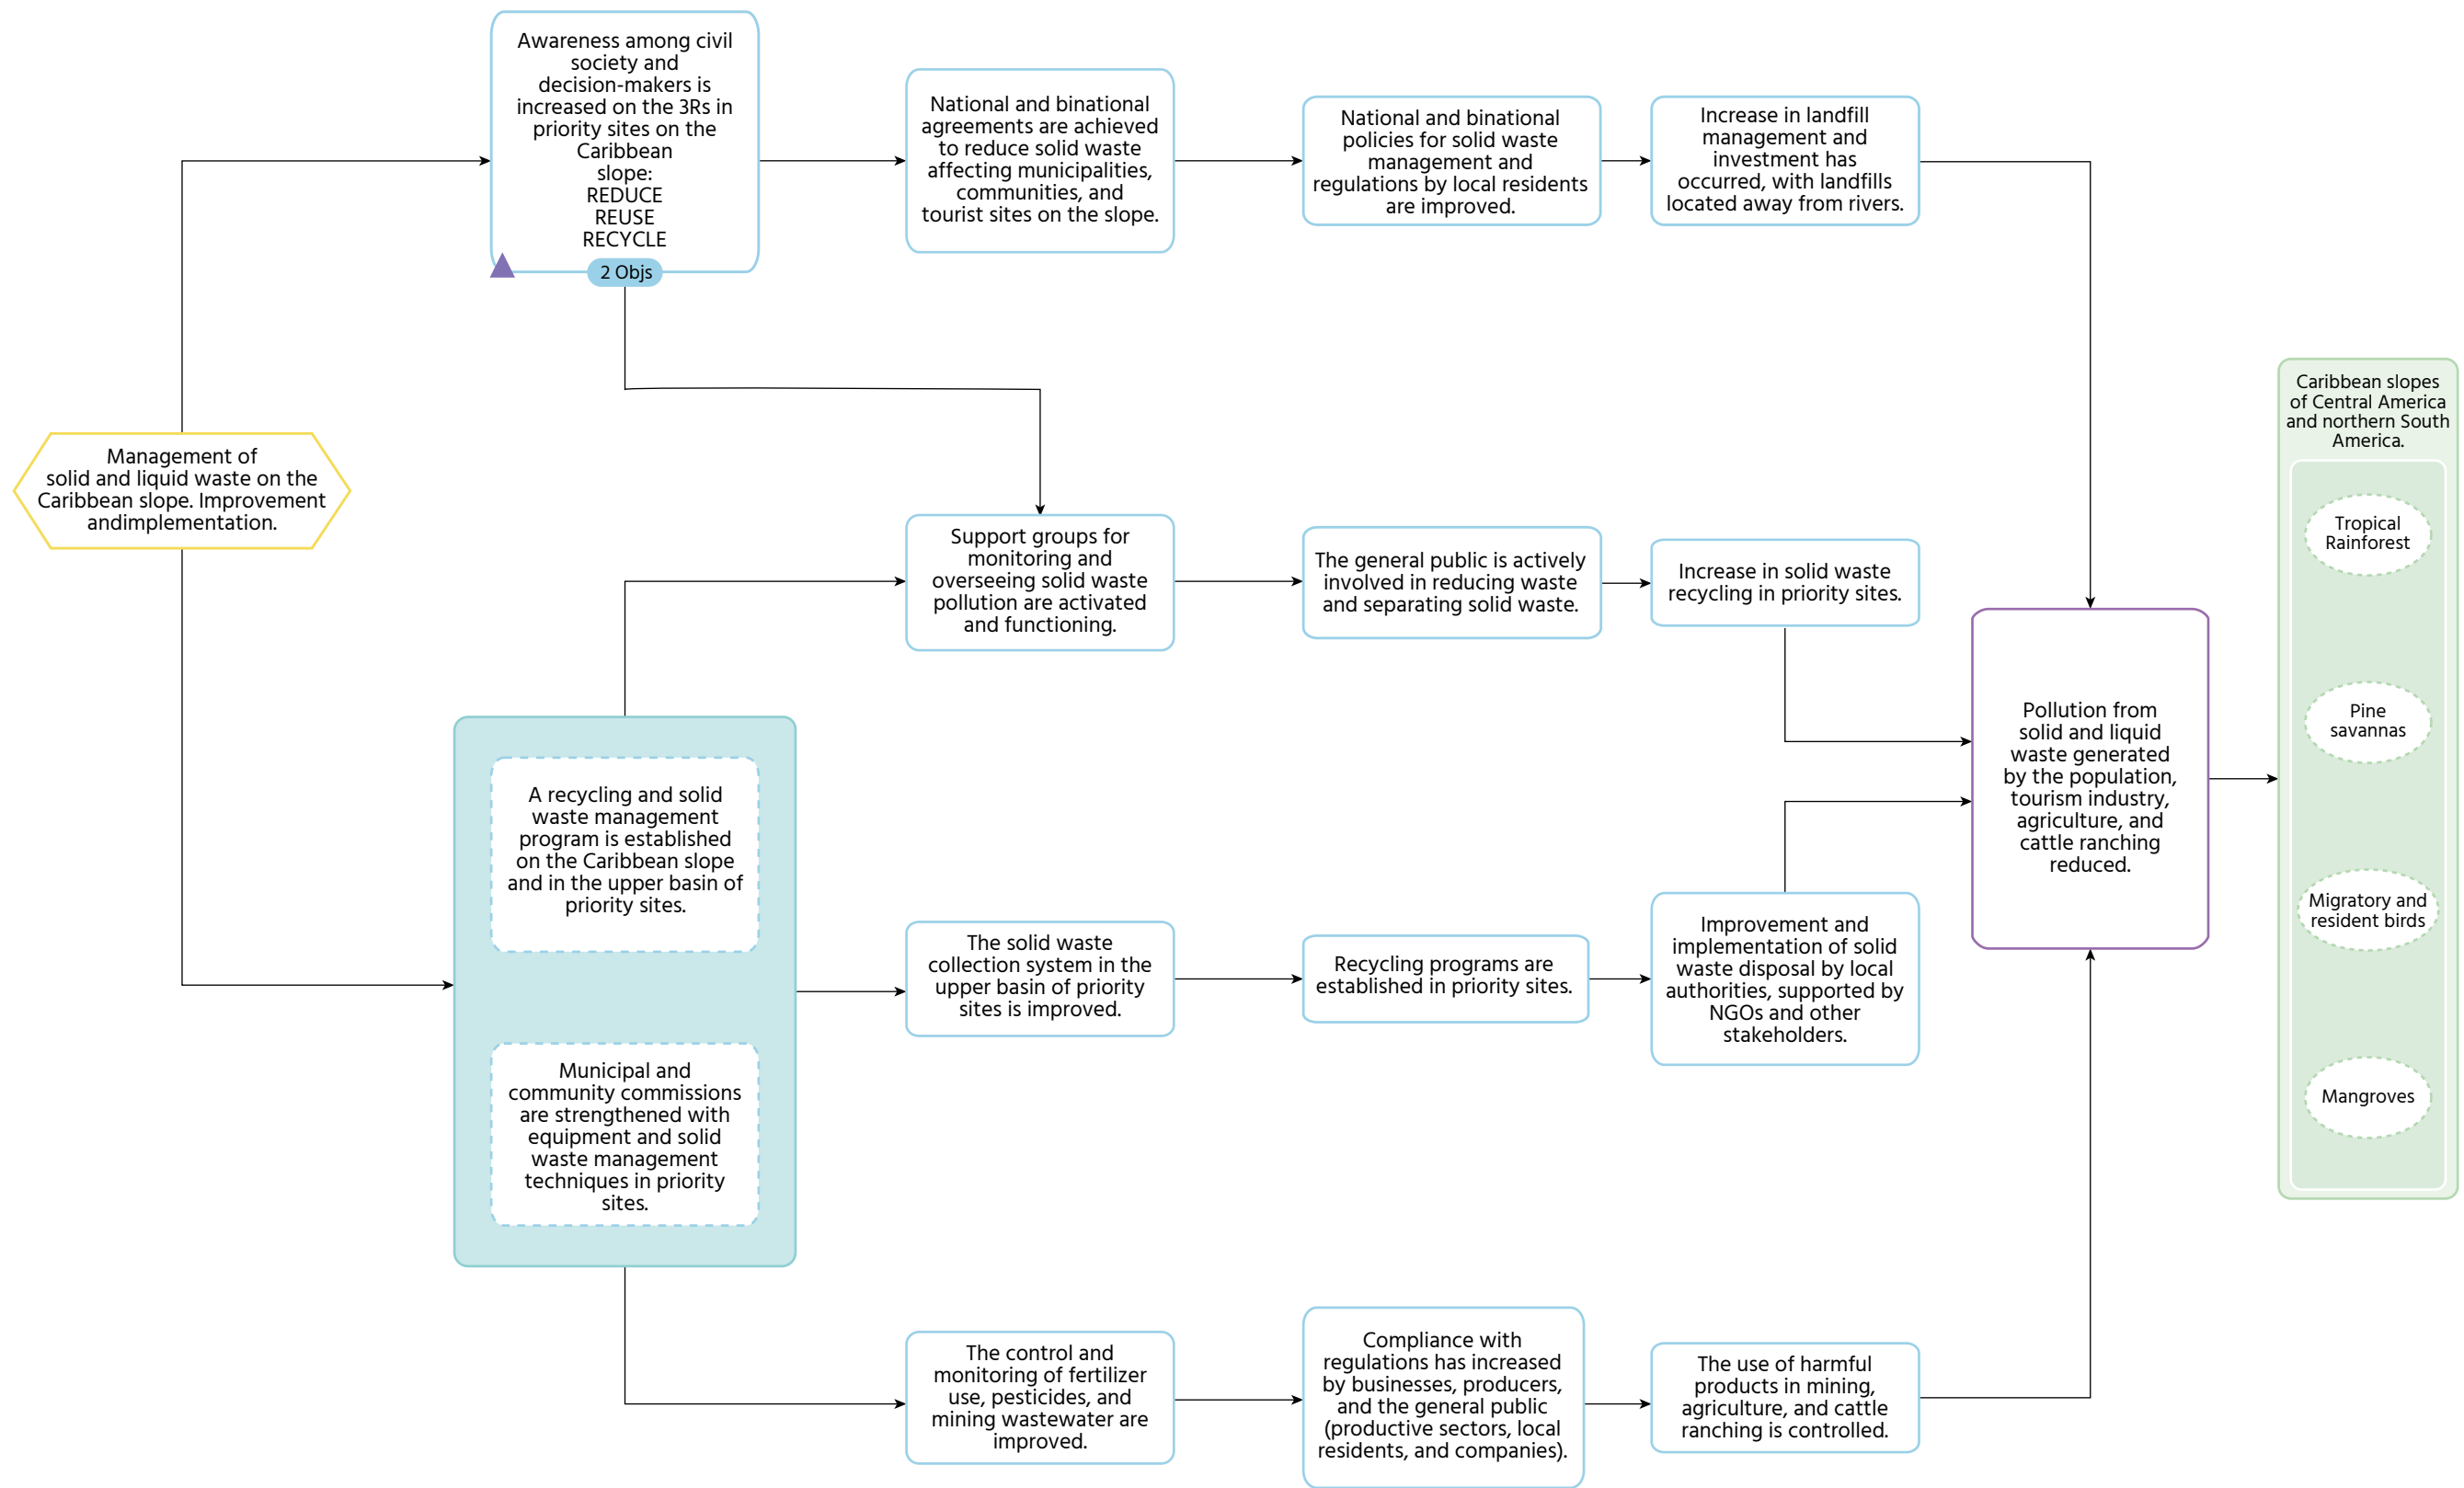 Awareness among civil
society and
decision-makers is
increased on the 3Rs in
priority sites on the
Caribbean
slope:
REDUCE
REUSE
RECYCLE
2 Objs
National and binational
agreements are achieved
to reduce solid waste
affecting municipalities,
communities, and
tourist sites on the slope.
National and binational
policies for solid waste
management and
regulations by local residents
are improved.
Increase in landfill
management and
investment has
occurred, with landfills
located away from rivers.
Management of
solid and liquid waste on the
Caribbean slope. Improvement
andimplementation.
Support groups for
monitoring and
overseeing solid waste
pollution are activated
and functioning.
The general public is actively
involved in reducing waste
and separating solid waste.
Increase in solid waste
recycling in priority sites.
A recycling and solid
waste management
program is established
on the Caribbean slope
and in the upper basin of
priority sites.
Municipal and
community commissions
are strengthened with
equipment and solid
waste management
techniques in priority
sites.
The solid waste
collection system in the
upper basin of priority
sites is improved.
Recycling programs are
established in priority sites.
Improvement and
implementation of solid
waste disposal by local
authorities, supported by
NGOs and other
stakeholders.
The control and
monitoring of fertilizer
use, pesticides, and
mining wastewater are
improved.
Compliance with
regulations has increased
by businesses, producers,
and the general public
(productive sectors, local
residents, and companies).
The use of harmful
products in mining,
agriculture, and cattle
ranching is controlled.
Pollution from
solid and liquid
waste generated
by the population,
tourism industry,
agriculture, and
cattle ranching
reduced.
Caribbean slopes
of Central America
and northern South
America.
Tropical
Rainforest
Pine
savannas
Migratory and
resident birds
Mangroves